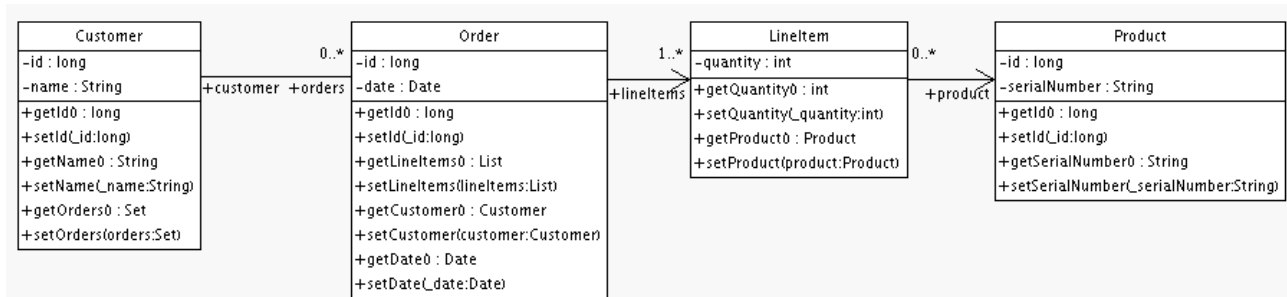 Customer
-id : long
-name : String
+getId() : long
+setId(_id:long)
+getName() : String
+setName(_name:String)
+getOrders() : Set
+setOrders(orders:Set)
0..*
+customer +orders
Order
-id : long
-date : Date
+getId() : long
+setId(_id:long)
+getLineItems() : List
+setLineItems(lineItems:List)
+getCustomer() : Customer
+setCustomer(customer:Customer)
+getDate() : Date
+setDate(_date:Date)
1..*
+lineItems
LineItem
-quantity : int
+getQuantity() : int
+setQuantity(_quantity:int)
+getProduct() : Product
+setProduct(product:Product)
0..*
+product
Product
-id : long
-serialNumber : String
+getId() : long
+setId(_id:long)
+getSerialNumber() : String
+setSerialNumber(_serialNumber:String)